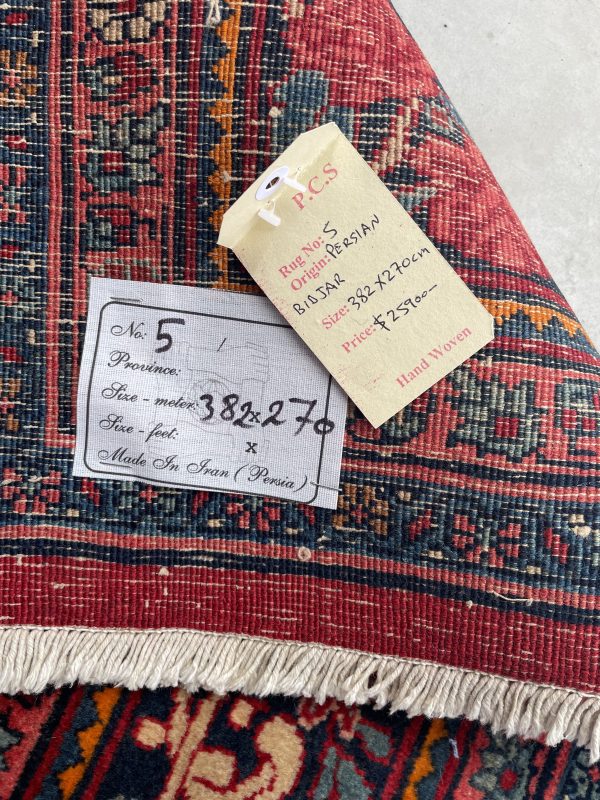 P.C.S
Rug No: 5
Origin: PERSIAN
BIDJAR
Size: 382X270cm
Price: $25900-
Hand Woven
No: 5 /
Province:
Size - meter: 382x270
Size - feet: x
Made In Iran ( Persia )